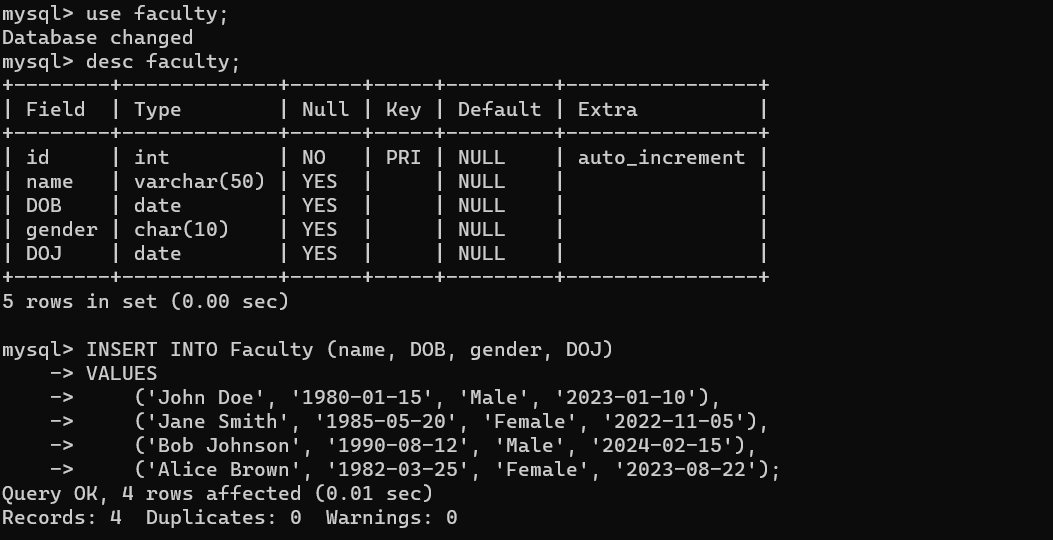 mysql> use faculty;
Database changed
mysql> desc faculty;
+--------+-------------+------+-----+---------+----------------+
| Field  | Type        | Null | Key | Default | Extra          |
+--------+-------------+------+-----+---------+----------------+
| id     | int         | NO   | PRI | NULL    | auto_increment |
| name   | varchar(50) | YES  |     | NULL    |                |
| DOB    | date        | YES  |     | NULL    |                |
| gender | char(10)    | YES  |     | NULL    |                |
| DOJ    | date        | YES  |     | NULL    |                |
+--------+-------------+------+-----+---------+----------------+
5 rows in set (0.00 sec)

mysql> INSERT INTO Faculty (name, DOB, gender, DOJ)
    -> VALUES
    ->     ('John Doe', '1980-01-15', 'Male', '2023-01-10'),
    ->     ('Jane Smith', '1985-05-20', 'Female', '2022-11-05'),
    ->     ('Bob Johnson', '1990-08-12', 'Male', '2024-02-15'),
    ->     ('Alice Brown', '1982-03-25', 'Female', '2023-08-22');
Query OK, 4 rows affected (0.01 sec)
Records: 4  Duplicates: 0  Warnings: 0